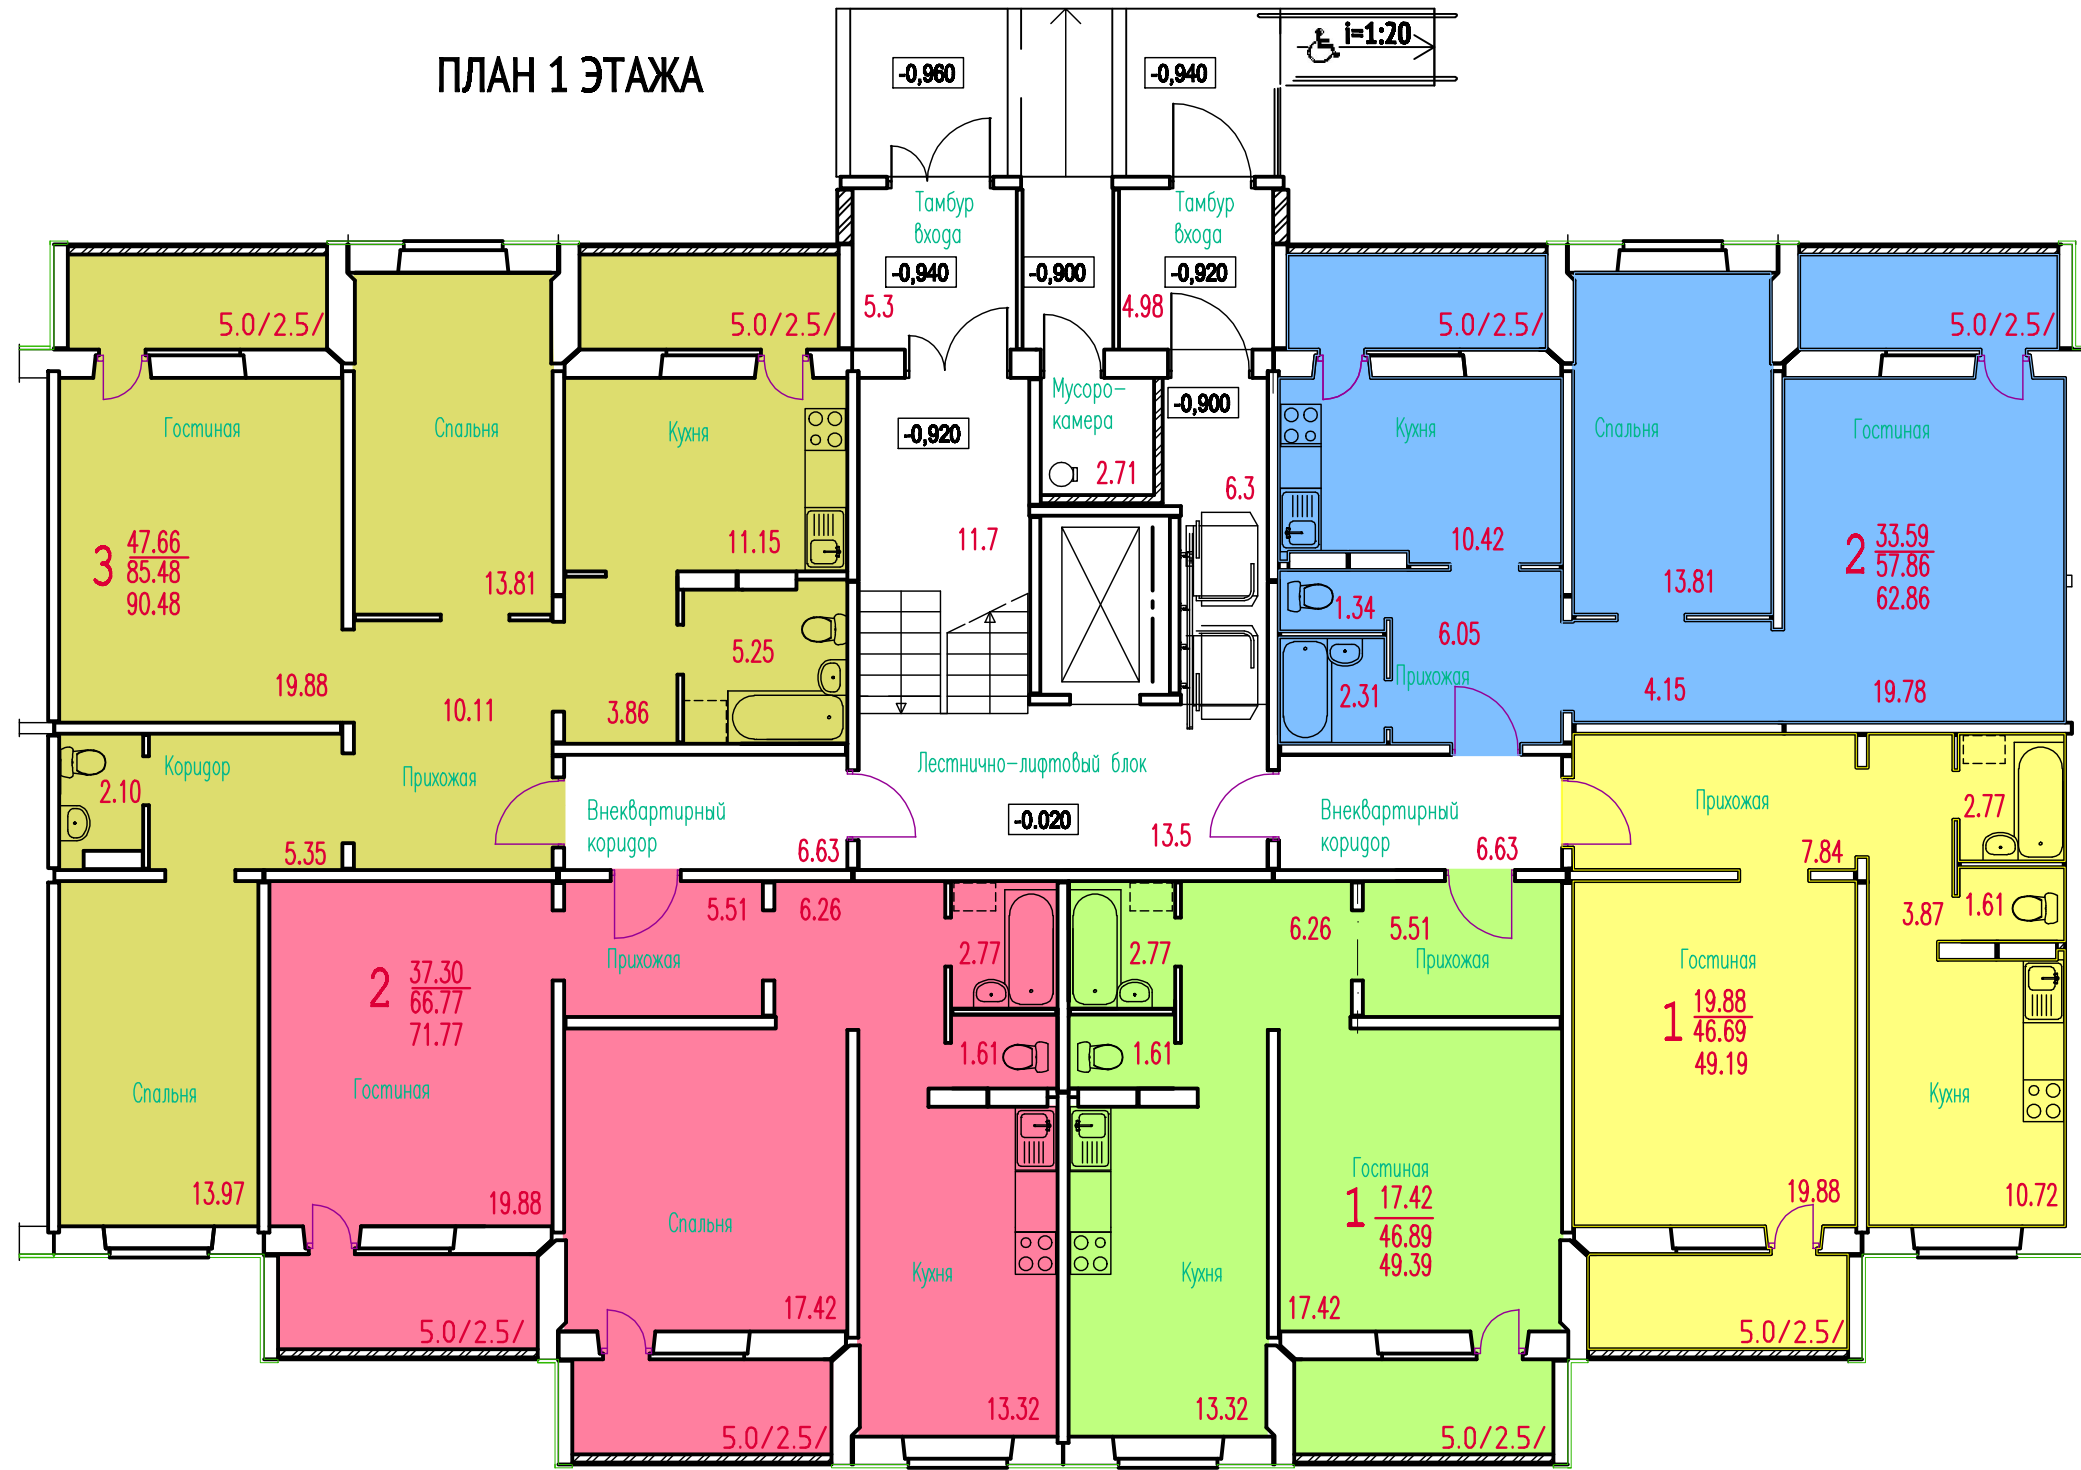 ПЛАН 1 ЭТАЖА
-0,960
-0,940
i=1:20
Тамбур
входа
-0,940
5.3
-0,900
Тамбур
входа
-0,920
4.98
5.0/2.5/
5.0/2.5/
5.0/2.5/
5.0/2.5/
Гостиная
3
47.66
85.48
90.48
19.88
Спальня
13.81
Кухня
11.15
-0,920
11.7
Мусоро-
камера
2.71
-0,900
6.3
Кухня
10.42
Спальня
13.81
Гостиная
2
33.59
57.86
62.86
19.78
10.11
3.86
5.25
1.34
2.31
6.05
Прихожая
4.15
2.10
Коридор
5.35
Прихожая
Внеквартирный
коридор
6.63
Лестнично-лифтовый блок
-0.020
13.5
Внеквартирный
коридор
6.63
Прихожая
7.84
2.77
3.87
1.61
Спальня
13.97
2
37.30
66.77
71.77
Гостиная
19.88
5.51
Прихожая
6.26
2.77
1.61
Спальня
17.42
Кухня
13.32
2.77
1.61
6.26
5.51
Прихожая
Кухня
13.32
Гостиная
1
17.42
46.89
49.39
17.42
Гостиная
1
19.88
46.69
49.19
19.88
Кухня
10.72
5.0/2.5/
5.0/2.5/
5.0/2.5/
5.0/2.5/